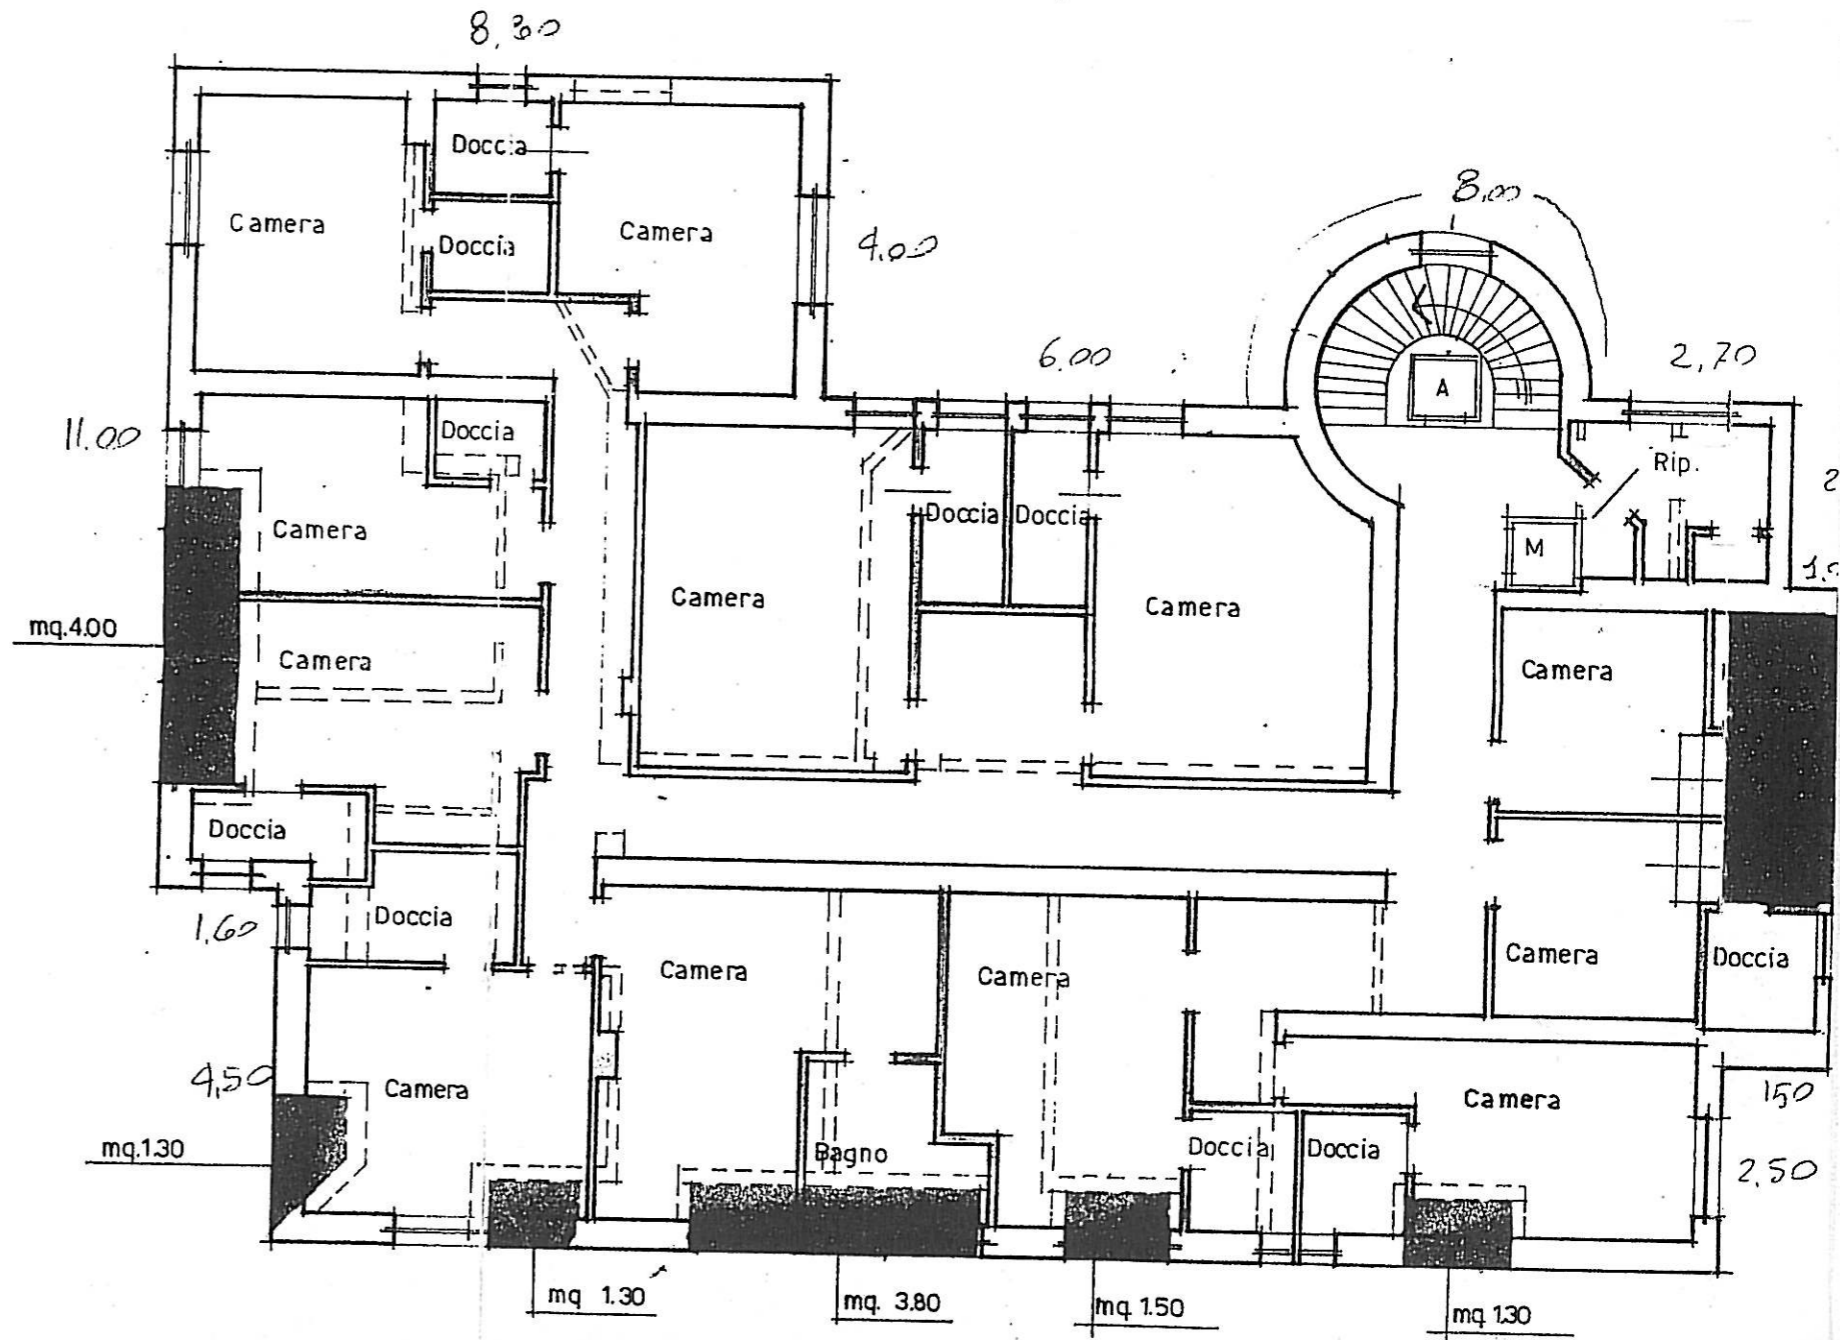 8,30
Doccia
Camera
Doccia
Camera
4,00
8,00
6,00
2,70
A
11.00
Doccia
Rip.
Camera
Doccia
Doccia
M
Camera
Camera
mq.4.00
Camera
Camera
Doccia
1,60
Doccia
Camera
Camera
Camera
Doccia
4,50
Camera
Camera
150
mq.1.30
Bagno
Doccia
Doccia
2,50
mq 1.30
mq. 3.80
mq 1.50
mq 1.30